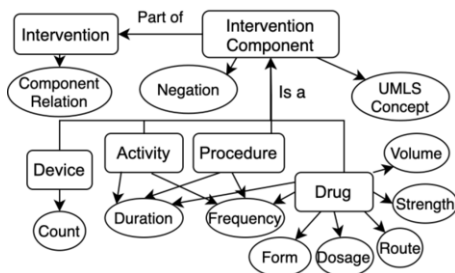 Intervention
Part of
Intervention
Component
Component
Relation
Negation
Is a
UMLS
Concept
Device
Activity
Procedure
Drug
Volume
Count
Duration
Frequency
Strength
Form
Dosage
Route